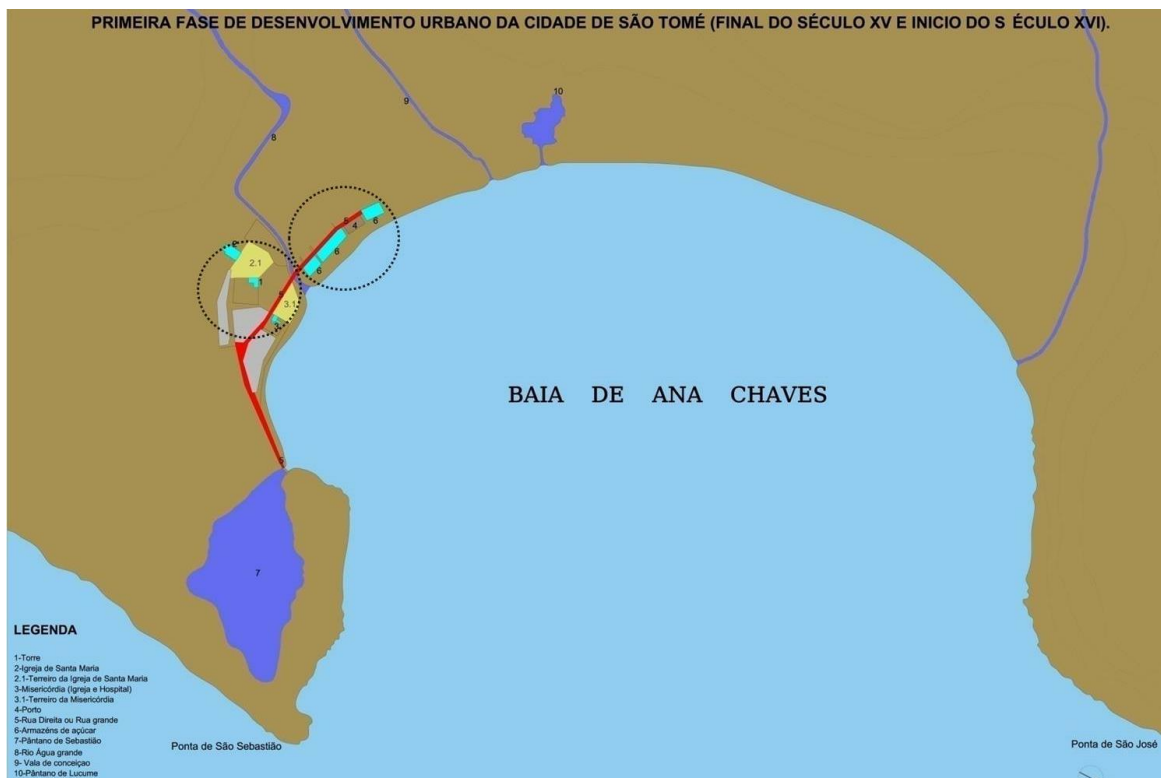 PRIMEIRA FASE DE DESENVOLVIMENTO URBANO DA CIDADE DE SÃO TOMÉ (FINAL DO SÉCULO XV E INICIO DO S ÉCULO XVI).
10
9
8
5
6
4
6
6
2
2.1
1
5
3.1
3
5
BAIA DE ANA CHAVES
7
LEGENDA
1-Torre
2-Igreja de Santa Maria
2.1-Terreiro da Igreja de Santa Maria
3-Misericórdia (Igreja e Hospital)
3.1-Terreiro da Misericórdia
4-Porto
5-Rua Direita ou Rua grande
6-Armazéns de açúcar
7-Pântano de Sebastião
8-Rio Água grande
9- Vala de conceiçao
10-Pântano de Lucume
Ponta de São Sebastião
Ponta de São José